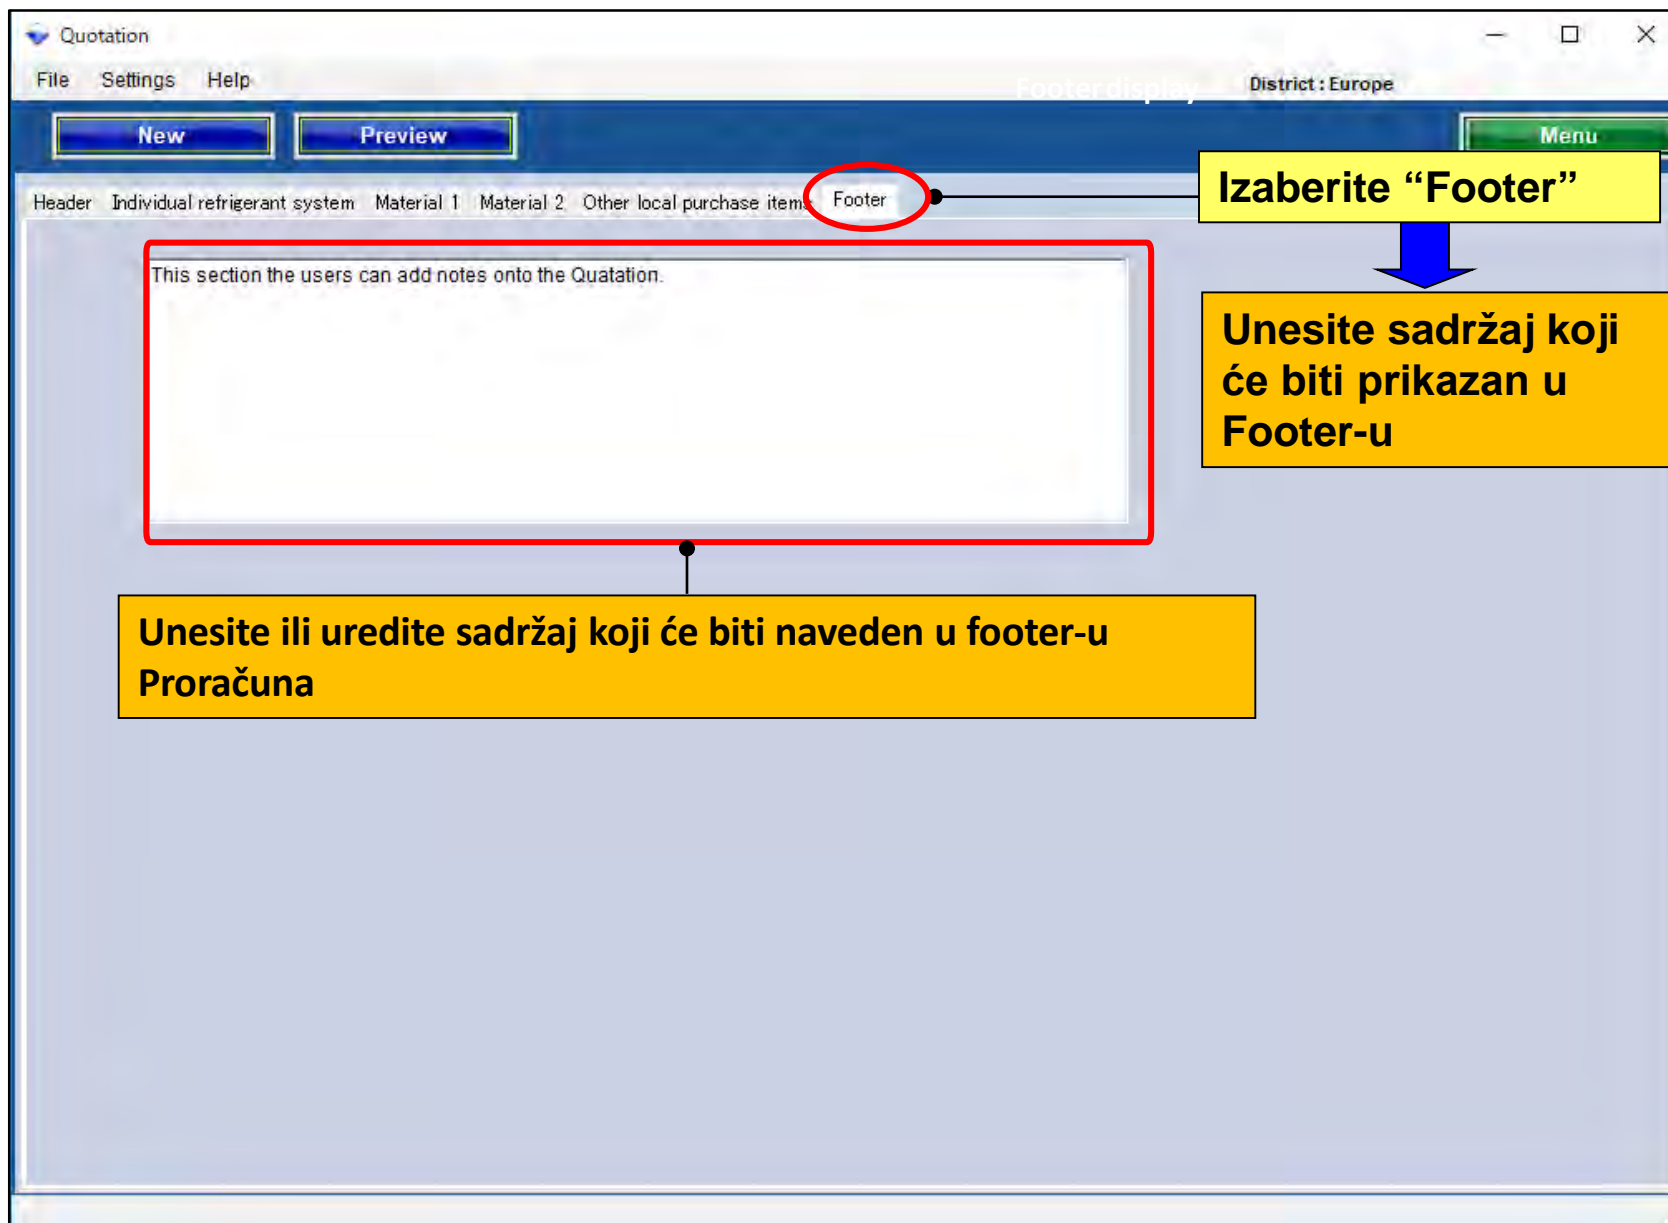 Quotation
File Settings Help
Footer display
District : Europe
New Preview Menu
Header Individual refrigerant system Material 1 Material 2 Other local purchase items Footer
Izaberite “Footer”
This section the users can add notes onto the Quatation.
Unesite sadržaj koji
će biti prikazan u
Footer-u
Unesite ili uredite sadržaj koji će biti naveden u footer-u
Proračuna